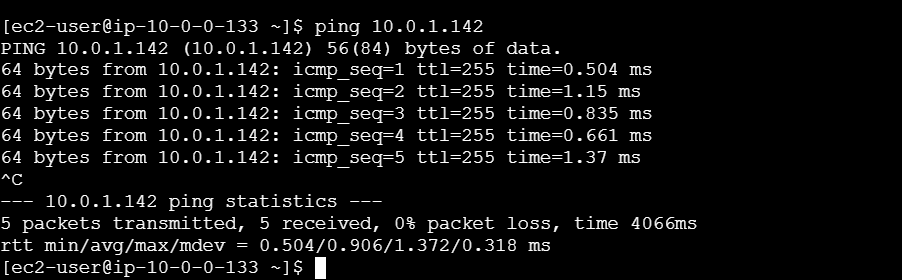 [ec2-user@ip-10-0-0-133 ~]$ ping 10.0.1.142
PING 10.0.1.142 (10.0.1.142) 56(84) bytes of data.
64 bytes from 10.0.1.142: icmp_seq=1 ttl=255 time=0.504 ms
64 bytes from 10.0.1.142: icmp_seq=2 ttl=255 time=1.15 ms
64 bytes from 10.0.1.142: icmp_seq=3 ttl=255 time=0.835 ms
64 bytes from 10.0.1.142: icmp_seq=4 ttl=255 time=0.661 ms
64 bytes from 10.0.1.142: icmp_seq=5 ttl=255 time=1.37 ms
^C
--- 10.0.1.142 ping statistics ---
5 packets transmitted, 5 received, 0% packet loss, time 4066ms
rtt min/avg/max/mdev = 0.504/0.906/1.372/0.318 ms
[ec2-user@ip-10-0-0-133 ~]$